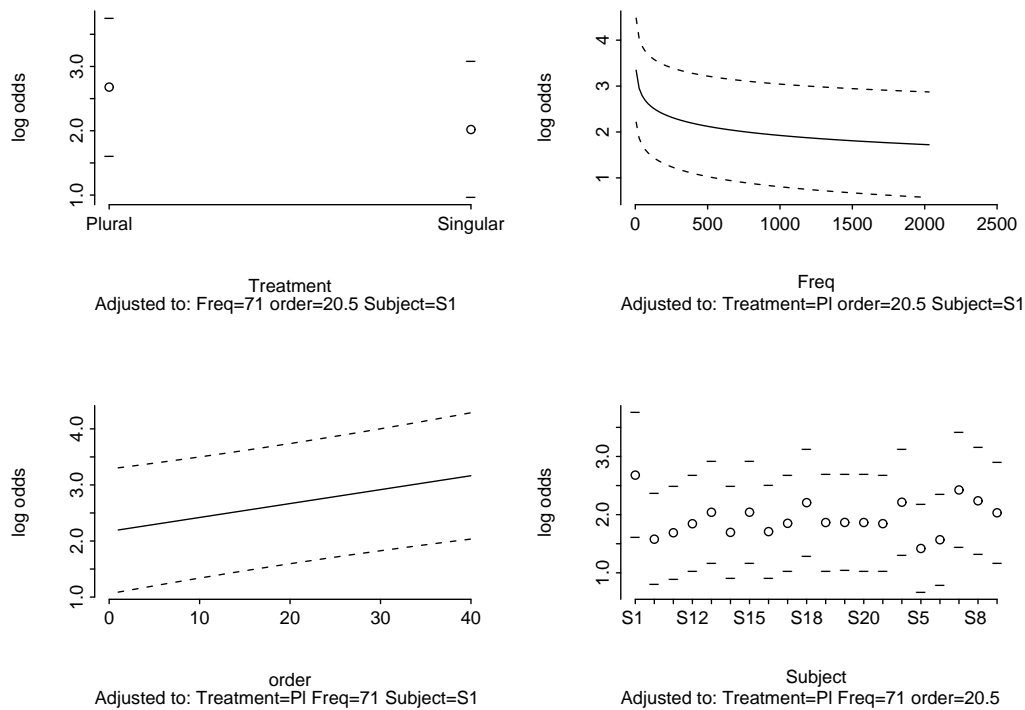 log odds
1.0
2.0
3.0
Plural Singular
Treatment
Adjusted to: Freq=71 order=20.5 Subject=S1
log odds
1
2
3
4
0 500 1000 1500 2000 2500
Freq
Adjusted to: Treatment=Pl order=20.5 Subject=S1
log odds
1.0
2.0
3.0
4.0
0 10 20 30 40
order
Adjusted to: Treatment=Pl Freq=71 Subject=S1
log odds
1.0
2.0
3.0
S1 S12 S15 S18 S20 S5 S8
Subject
Adjusted to: Treatment=Pl Freq=71 order=20.5